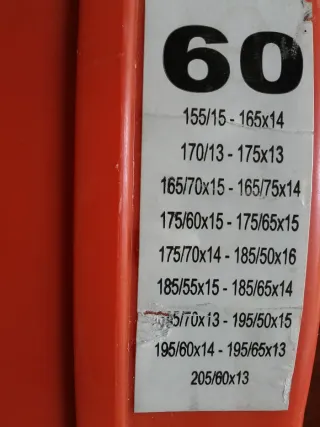 60
155/15 - 165x14
170/13 - 175x13
165/70x15 - 165/75x14
175/60x15 - 175/65x15
175/70x14 - 185/50x16
185/55x15 - 185/65x14
/70x13 - 195/50x15
195/60x14 - 195/65x13
205/60x13